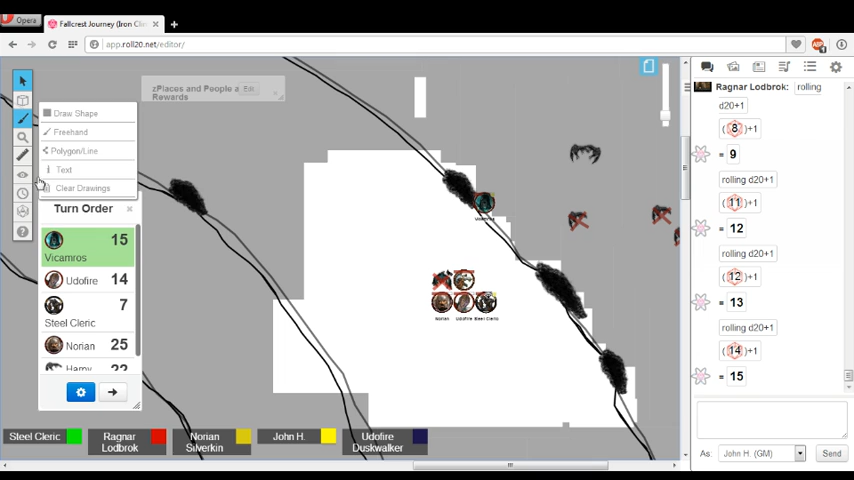 Opera
Fallcrest Journey (Iron Cli
app.roll20.net/editor/
zPlaces and People a
Rewards
Edit
Draw Shape
Freehand
Polygon/Line
Text
Clear Drawings
Turn Order
Vicamros
15
Udofire
14
Steel Cleric
7
Norian
25
22
Udofire
Norian
Udofire
Steel Cleric
Steel Cleric
Ragnar
Lodbrok
Norian
Silverkin
John H.
Udofire
Duskwalker
Ragnar Lodbrok:
rolling
d20+1
(8)+1
= 9
rolling d20+1
(11)+1
= 12
rolling d20+1
(12)+1
= 13
rolling d20+1
(14)+1
= 15
As:
John H. (GM)
Send